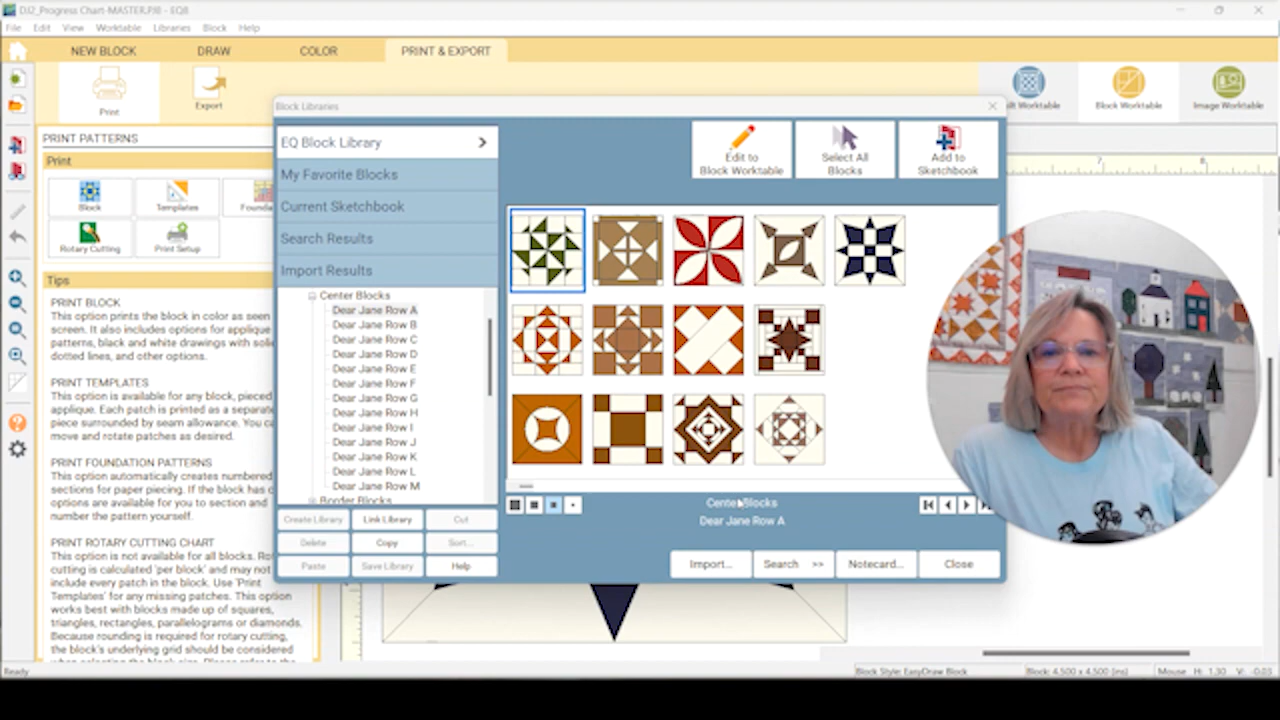 DJ2_Progress Chart-MASTER.PJ8 - EQ8
File Edit View Worktable Libraries Block Help
NEW BLOCK DRAW COLOR PRINT & EXPORT
Print Export
Block Worktable Image Worktable
PRINT PATTERNS
Print
Block Templates
Rotary Cutting Print Setup
Tips
PRINT BLOCK
This option prints the block in color as seen
screen. It also includes options for applique
patterns, black and white drawings with
dotted lines, and other options.
PRINT TEMPLATES
This option is available for any block, pieced
applique. Each patch is printed as a separate
piece surrounded by seam allowance. You
move and rotate patches as desired.
PRINT FOUNDATION PATTERNS
This option automatically creates numbered
sections for paper piecing. If the block has
options are available for you to section and
number the pattern yourself.
PRINT ROTARY CUTTING CHART
This option is not available for all blocks.
cutting is calculated 'per block' and may not
include every patch in the block. Use 'Print
Templates' for any missing patches. This option
works best with blocks made up of squares,
triangles, rectangles, parallelograms or diamonds.
Because rounding is required for rotary cutting,
the block's underlying grid should be considered
Block Libraries
EQ Block Library
My Favorite Blocks
Current Sketchbook
Search Results
Import Results
Center Blocks
Dear Jane Row A
Dear Jane Row B
Dear Jane Row C
Dear Jane Row D
Dear Jane Row E
Dear Jane Row F
Dear Jane Row G
Dear Jane Row H
Dear Jane Row I
Dear Jane Row J
Dear Jane Row K
Dear Jane Row L
Dear Jane Row M
Border Blocks
Create Library Link Library Cut
Delete Copy Sort...
Paste Save Library Help
Edit to
Block Worktable
Select All
Blocks
Add to
Sketchbook
Center Blocks
Dear Jane Row A
Import... Search >> Notecard... Close
7 8
Ready
Block Style: EasyDraw Block
Block: 4.500 x 4.500 (ins)
Mouse H: 1.30 V: -0.03